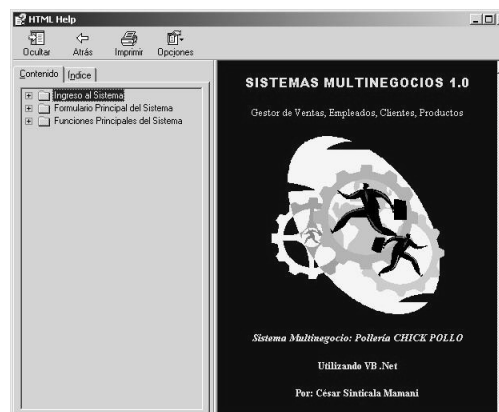 HTML Help
Ocultar Atrás Imprimir Opciones
Contenido Índice
Ingreso al Sistema
Formulario Principal del Sistema
Funciones Principales del Sistema
SISTEMAS MULTINEGOCIOS 1.0
Gestor de Ventas, Empleados, Clientes, Productos
Sistema Multinegocio: Pollería CHICK POLLO
Utilizando VB .Net
Por: César Sinticala Mamani